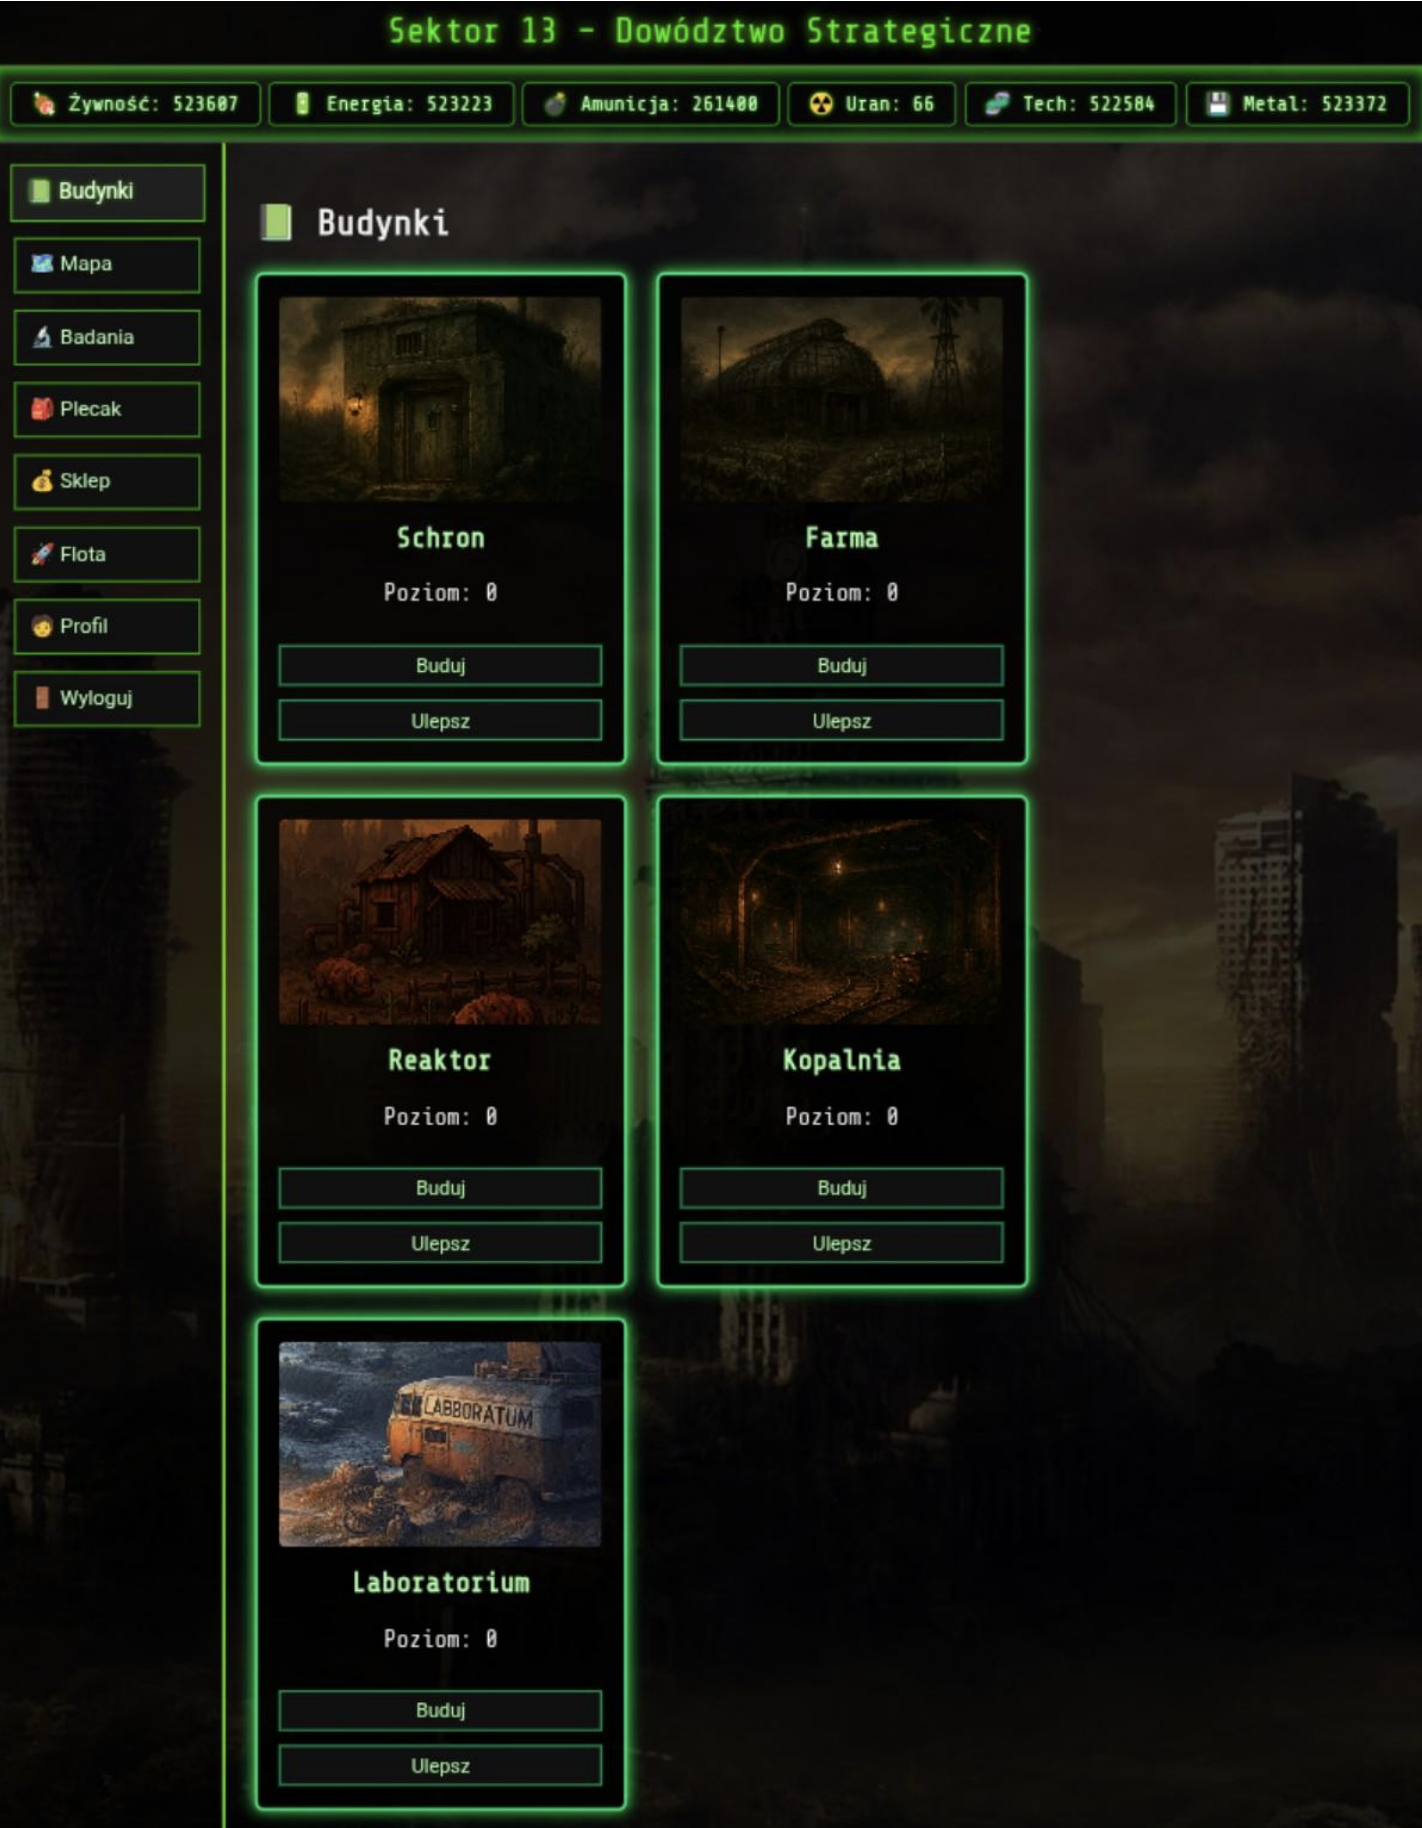 Sektor 13 – Dowództwo Strategiczne
Żywność: 523607
Energia: 523223
Amunicja: 261400
Uran: 66
Tech: 522584
Metal: 523372
Budynki
Mapa
Badania
Plecak
Sklep
Flota
Profil
Wyloguj
Budynki
Schron
Poziom: 0
Buduj
Ulepsz
Farma
Poziom: 0
Buduj
Ulepsz
Reaktor
Poziom: 0
Buduj
Ulepsz
Kopalnia
Poziom: 0
Buduj
Ulepsz
LABBORATUM
Laboratorium
Poziom: 0
Buduj
Ulepsz